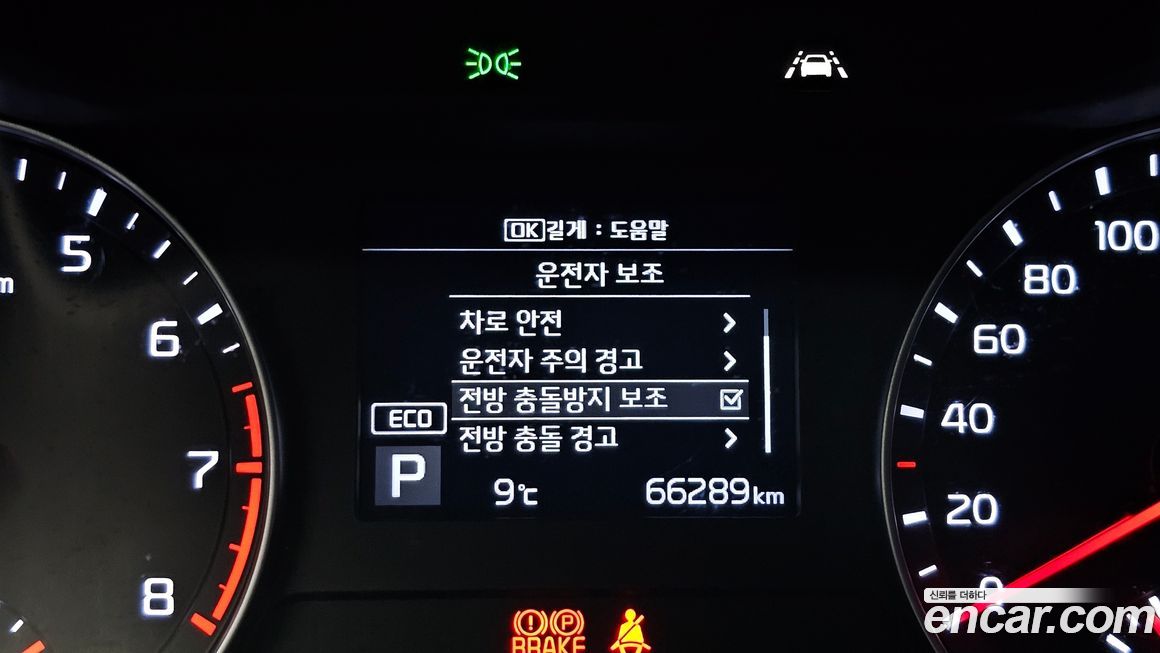 OK길게 : 도움말
운전자 보조
차로 안전
운전자 주의 경고
전방 충돌방지 보조
전방 충돌 경고
ECO
P
9℃
66289km
5
6
7
8
m
100
80
60
40
20
0
BRAKE
P
신뢰를 더하다
encar.com